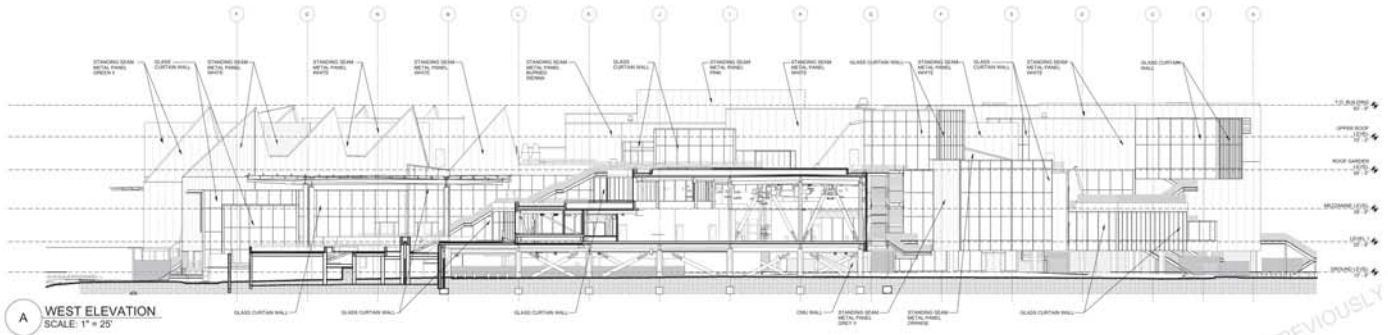 STANDING SEAM
METAL PANEL
GREEN II
GLASS
CURTAIN WALL
STANDING SEAM
METAL PANEL
WHITE
STANDING SEAM
METAL PANEL
WHITE
STANDING SEAM
METAL PANEL
WHITE
STANDING SEAM
METAL PANEL
BURNED
SIENNA
GLASS
CURTAIN WALL
STANDING SEAM
METAL PANEL
PINK
STANDING SEAM
METAL PANEL
WHITE
GLASS CURTAIN WALL
STANDING SEAM
METAL PANEL
WHITE
GLASS
CURTAIN WALL
STANDING SEAM
METAL PANEL
WHITE
GLASS CURTAIN
WALL
T.O. BUILDING
UPPER ROOF
LEVEL
ROOF GARDEN
LEVEL
MEZZANINE LEVEL
LEVEL 1
GROUND LEVEL
GLASS CURTAIN WALL
GLASS CURTAIN WALL
GLASS CURTAIN WALL
CMU WALL
STANDING SEAM
METAL PANEL
GREY II
STANDING SEAM
METAL PANEL
ORANGE
GLASS CURTAIN WALL
A
WEST ELEVATION
SCALE: 1" = 25'
PREVIOUSLY